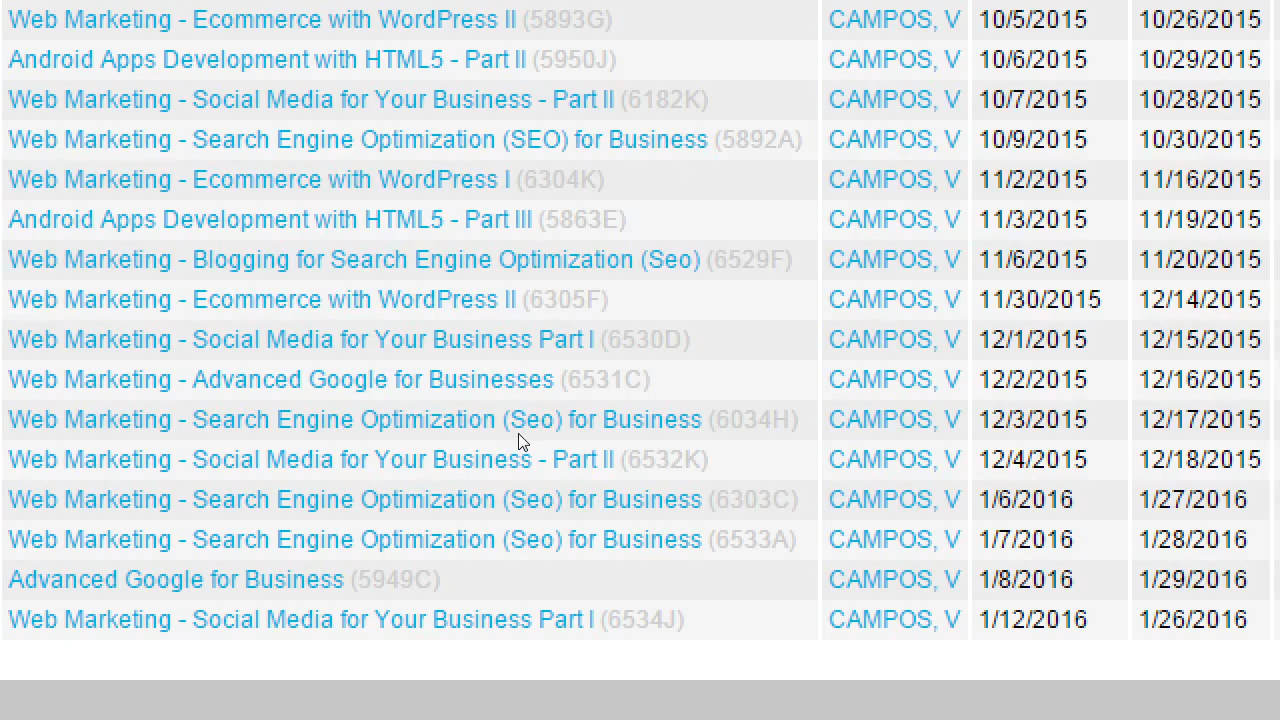 Web Marketing - Ecommerce with WordPress II (5893G) CAMPOS, V 10/5/2015 10/26/2015
Android Apps Development with HTML5 - Part II (5950J) CAMPOS, V 10/6/2015 10/29/2015
Web Marketing - Social Media for Your Business - Part II (6182K) CAMPOS, V 10/7/2015 10/28/2015
Web Marketing - Search Engine Optimization (SEO) for Business (5892A) CAMPOS, V 10/9/2015 10/30/2015
Web Marketing - Ecommerce with WordPress I (6304K) CAMPOS, V 11/2/2015 11/16/2015
Android Apps Development with HTML5 - Part III (5863E) CAMPOS, V 11/3/2015 11/19/2015
Web Marketing - Blogging for Search Engine Optimization (Seo) (6529F) CAMPOS, V 11/6/2015 11/20/2015
Web Marketing - Ecommerce with WordPress II (6305F) CAMPOS, V 11/30/2015 12/14/2015
Web Marketing - Social Media for Your Business Part I (6530D) CAMPOS, V 12/1/2015 12/15/2015
Web Marketing - Advanced Google for Businesses (6531C) CAMPOS, V 12/2/2015 12/16/2015
Web Marketing - Search Engine Optimization (Seo) for Business (6034H) CAMPOS, V 12/3/2015 12/17/2015
Web Marketing - Social Media for Your Business - Part II (6532K) CAMPOS, V 12/4/2015 12/18/2015
Web Marketing - Search Engine Optimization (Seo) for Business (6303C) CAMPOS, V 1/6/2016 1/27/2016
Web Marketing - Search Engine Optimization (Seo) for Business (6533A) CAMPOS, V 1/7/2016 1/28/2016
Advanced Google for Business (5949C) CAMPOS, V 1/8/2016 1/29/2016
Web Marketing - Social Media for Your Business Part I (6534J) CAMPOS, V 1/12/2016 1/26/2016